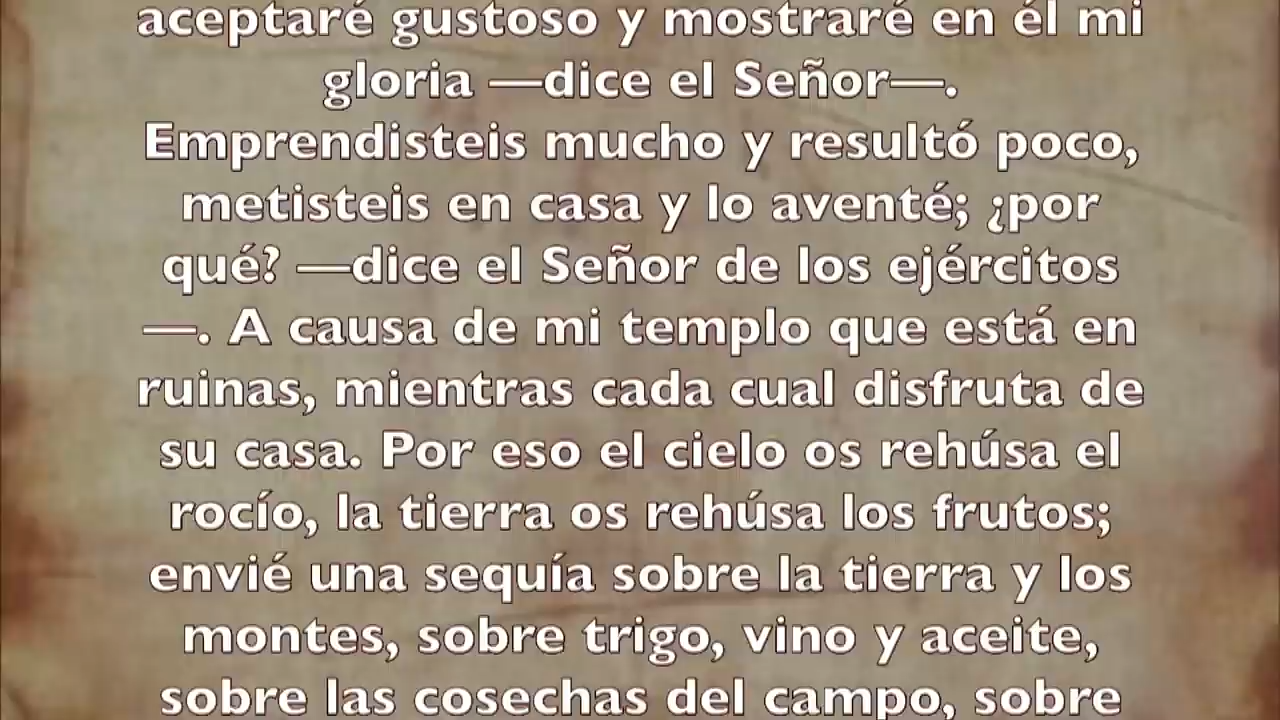 aceptaré gustoso y mostraré en él mi
gloria —dice el Señor—.
Emprendisteis mucho y resultó poco,
metisteis en casa y lo aventé; ¿por
qué? —dice el Señor de los ejércitos
—. A causa de mi templo que está en
ruinas, mientras cada cual disfruta de
su casa. Por eso el cielo os rehúsa el
rocío, la tierra os rehúsa los frutos;
envié una sequía sobre la tierra y los
montes, sobre trigo, vino y aceite,
sobre las cosechas del campo, sobre